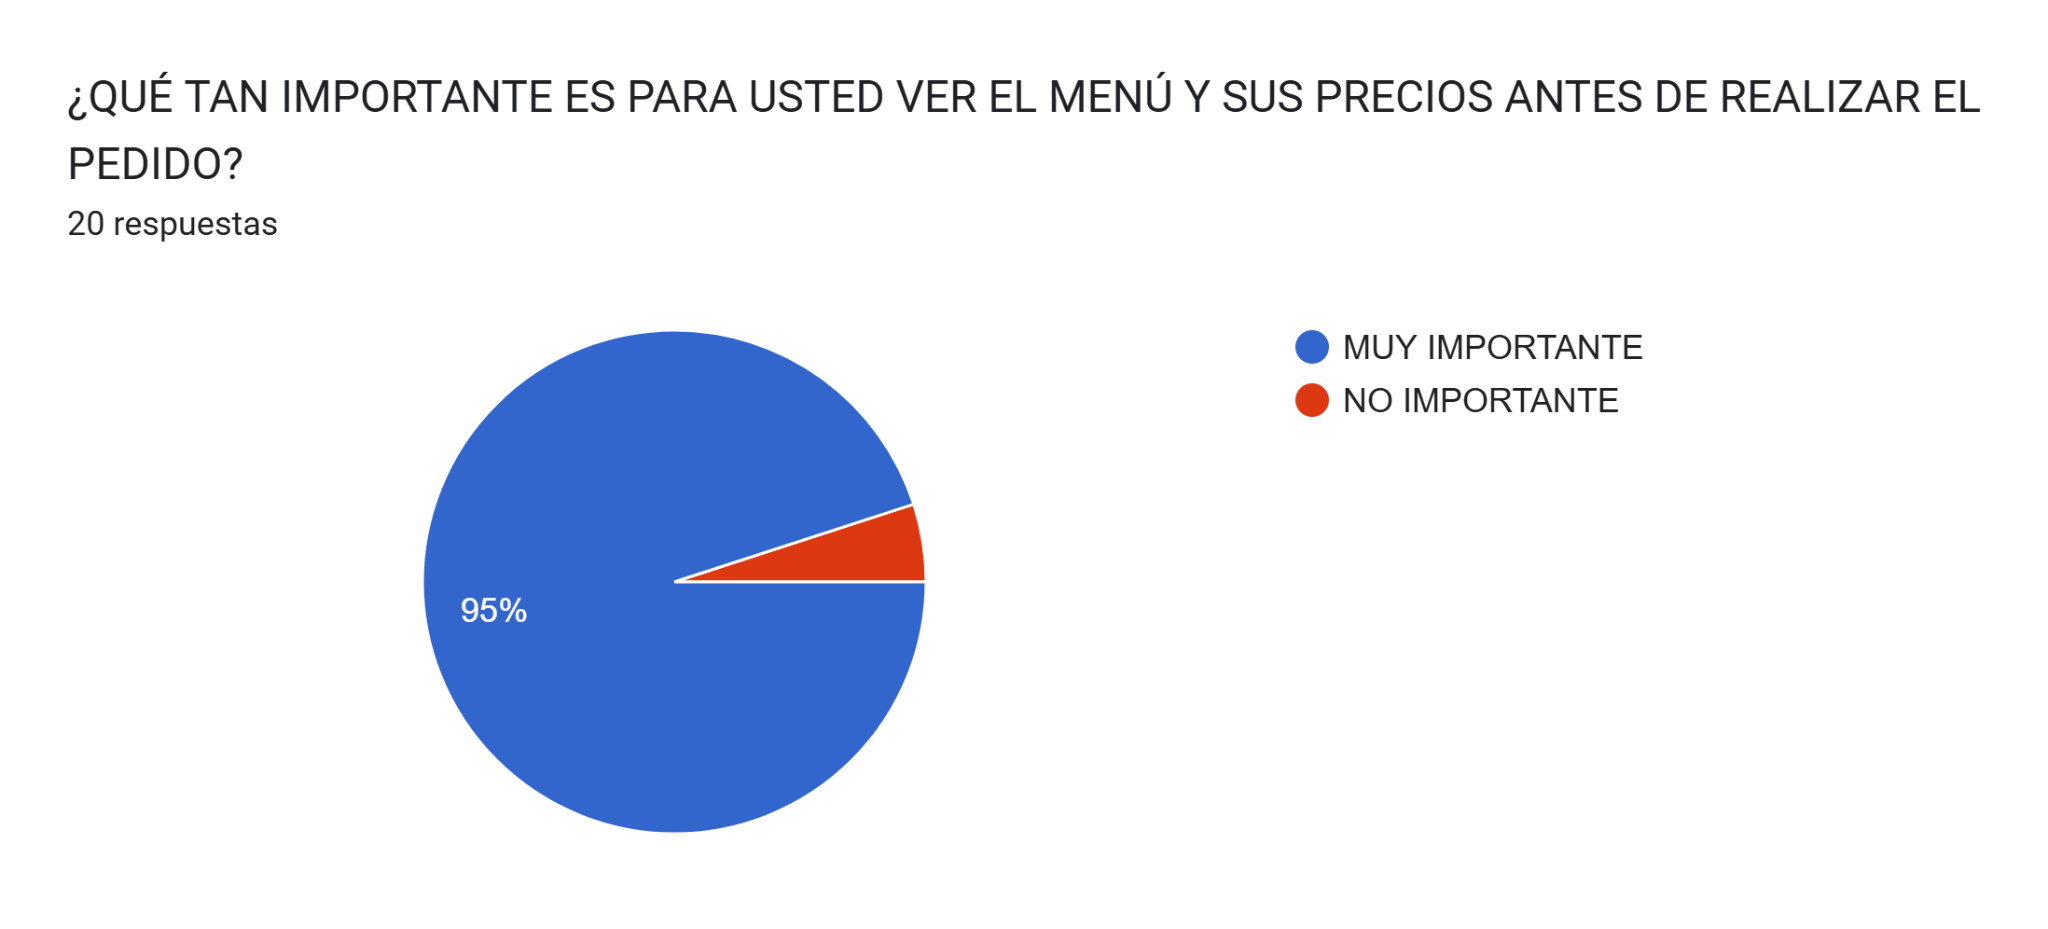 ¿QUÉ TAN IMPORTANTE ES PARA USTED VER EL MENÚ Y SUS PRECIOS ANTES DE REALIZAR EL
PEDIDO?
20 respuestas
MUY IMPORTANTE
NO IMPORTANTE
95%